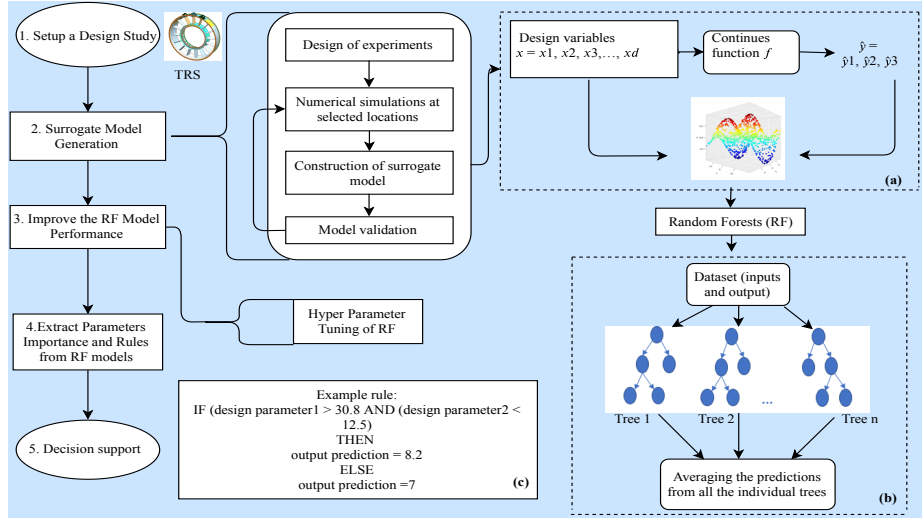 1. Setup a Design Study
TRS
2. Surrogate Model
Generation
3. Improve the RF Model
Performance
4.Extract Parameters
Importance and Rules
from RF models
5. Decision support
Design of experiments
Numerical simulations at
selected locations
Construction of surrogate
model
Model validation
Hyper Parameter
Tuning of RF
Example rule:
IF (design parameter1 > 30.8 AND (design parameter2 <
12.5)
THEN
output prediction = 8.2
ELSE
output prediction =7
(c)
Design variables
x = x1, x2, x3,…, xd
Continues
function f
ŷ =
ŷ1, ŷ2, ŷ3
(a)
Random Forests (RF)
Dataset (inputs
and output)
...
Tree 1
Tree 2
Tree n
Averaging the predictions
from all the individual trees
(b)